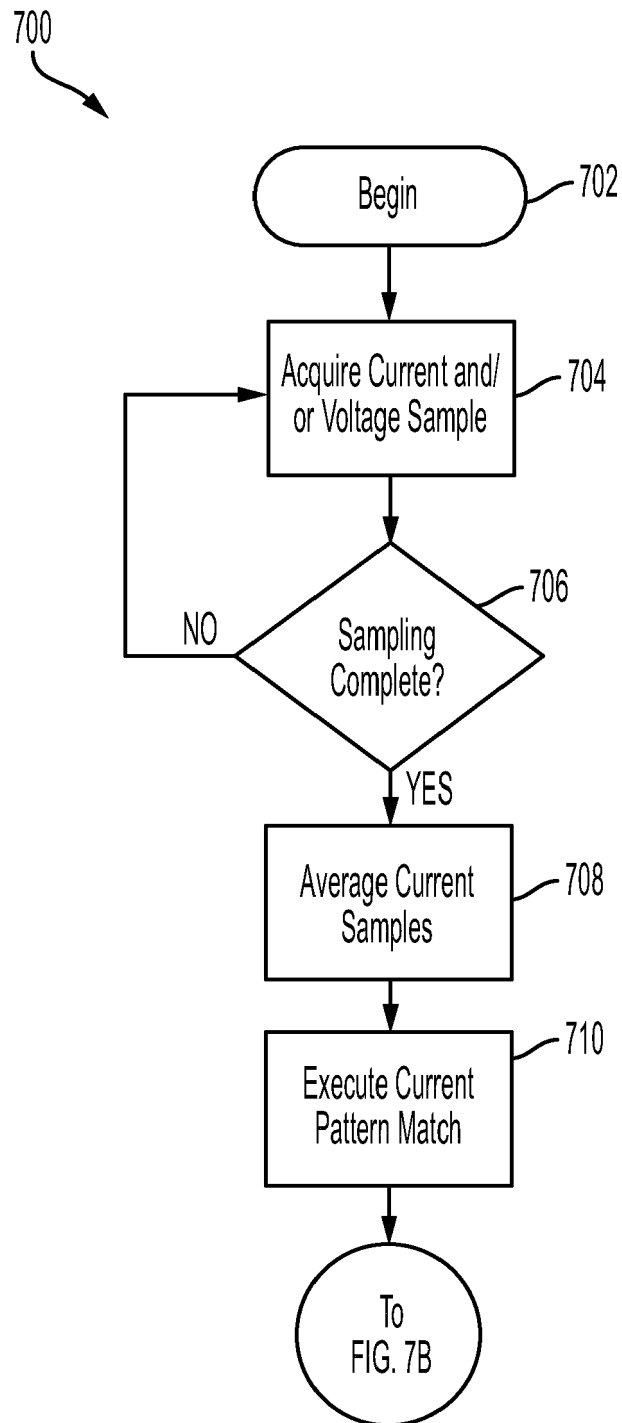 700
Begin
702
Acquire Current and/
or Voltage Sample
704
706
Sampling
Complete?
NO
YES
Average Current
Samples
708
710
Execute Current
Pattern Match
To
FIG. 7B